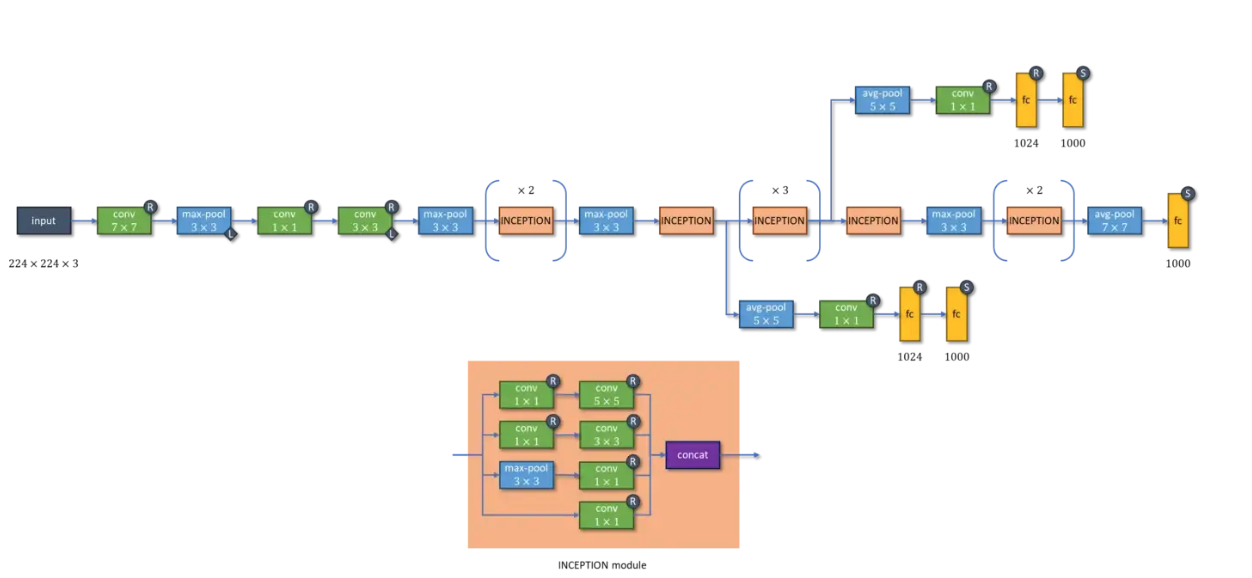 avg-pool
5 × 5
conv
1 × 1
R
fc
R
fc
S
1024
1000
input
224 × 224 × 3
conv
7 × 7
R
max-pool
3 × 3
L
conv
1 × 1
R
conv
3 × 3
R
L
max-pool
3 × 3
× 2
INCEPTION
max-pool
3 × 3
INCEPTION
× 3
INCEPTION
INCEPTION
max-pool
3 × 3
× 2
INCEPTION
avg-pool
7 × 7
fc
S
1000
avg-pool
5 × 5
conv
1 × 1
R
fc
R
fc
S
1024
1000
conv
1 × 1
R
conv
5 × 5
R
conv
1 × 1
R
conv
3 × 3
R
max-pool
3 × 3
conv
1 × 1
R
conv
1 × 1
R
concat
INCEPTION module